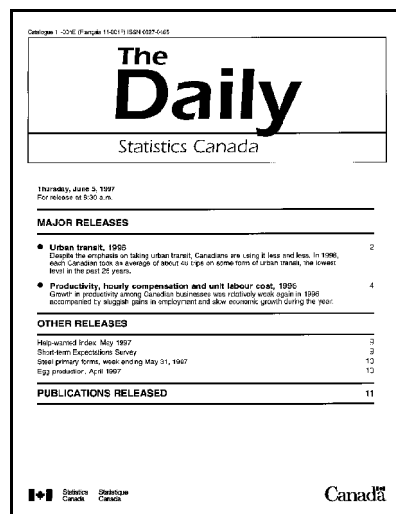 Catalogue 11-001E (Français 11-001F) ISSN 0827-0465
The
Daily
Statistics Canada
Thursday, June 5, 1997
For release at 8:30 a.m.
MAJOR RELEASES
● Urban transit, 1996 2
Despite the emphasis on taking urban transit, Canadians are using it less and less. In 1996,
each Canadian took an average of about 48 trips on some form of urban transit, the lowest
level in the past 25 years.
● Productivity, hourly compensation and unit labour cost, 1996 4
Growth in productivity among Canadian businesses was relatively weak again in 1996
accompanied by sluggish gains in employment and slow economic growth during the year.
OTHER RELEASES
Help-wanted Index, May 1997 9
Short-term Expectations Survey 9
Steel primary forms, week ending May 31, 1997 10
Egg production, April 1997 10
PUBLICATIONS RELEASED 11
Statistics Statistique
Canada Canada
Canada